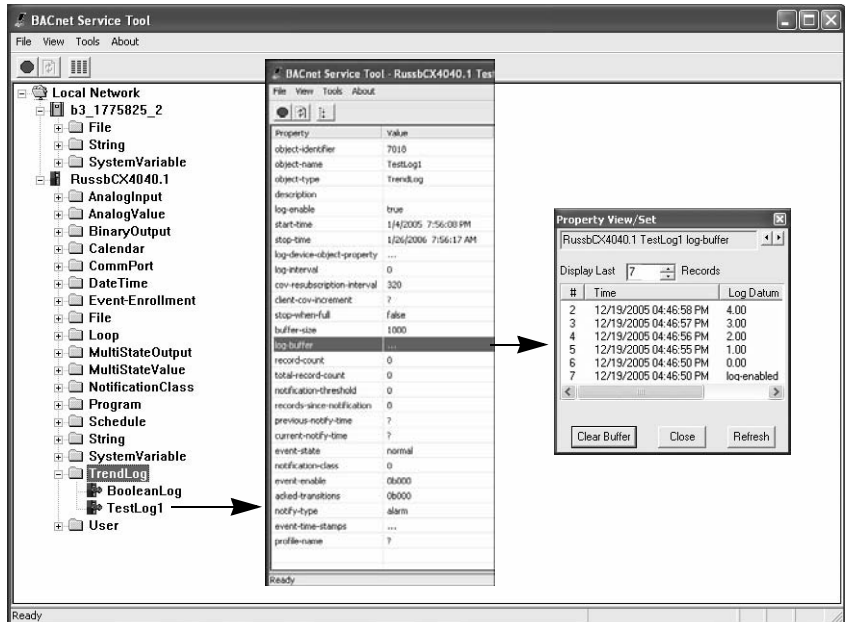 BACnet Service Tool
File View Tools About
Local Network
b3_1775825_2
File
String
SystemVariable
RussbCX4040.1
AnalogInput
AnalogValue
BinaryOutput
Calendar
CommPort
DateTime
Event-Enrollment
File
Loop
MultiStateOutput
MultiStateValue
NotificationClass
Program
Schedule
String
SystemVariable
TrendLog
BooleanLog
TestLog1
User
Ready
BACnet Service Tool - RussbCX4040.1 Tes
File View Tools About
Property Value
object-identifier 7018
object-name TestLog1
object-type TrendLog
description
log-enable true
start-time 1/4/2005 7:56:08 PM
stop-time 1/26/2006 7:56:17 AM
log-device-object-property ...
log-interval 0
cov-resubscription-interval 320
client-cov-increment ?
stop-when-full false
buffer-size 1000
log-buffer ...
record-count 0
total-record-count 0
notification-threshold 0
records-since-notification 0
previous-notify-time ?
current-notify-time ?
event-state normal
notification-class 0
event-enable 0b000
acked-transitions 0b000
notify-type alarm
event-time-stamps ...
profile-name ?
Ready
Property View/Set
RussbCX4040.1 TestLog1 log-buffer
Display Last 7 Records
# Time Log Datum
2 12/19/2005 04:46:58 PM 4.00
3 12/19/2005 04:46:57 PM 3.00
4 12/19/2005 04:46:56 PM 2.00
5 12/19/2005 04:46:55 PM 1.00
6 12/19/2005 04:46:50 PM 0.00
7 12/19/2005 04:46:50 PM log-enabled
Clear Buffer Close Refresh